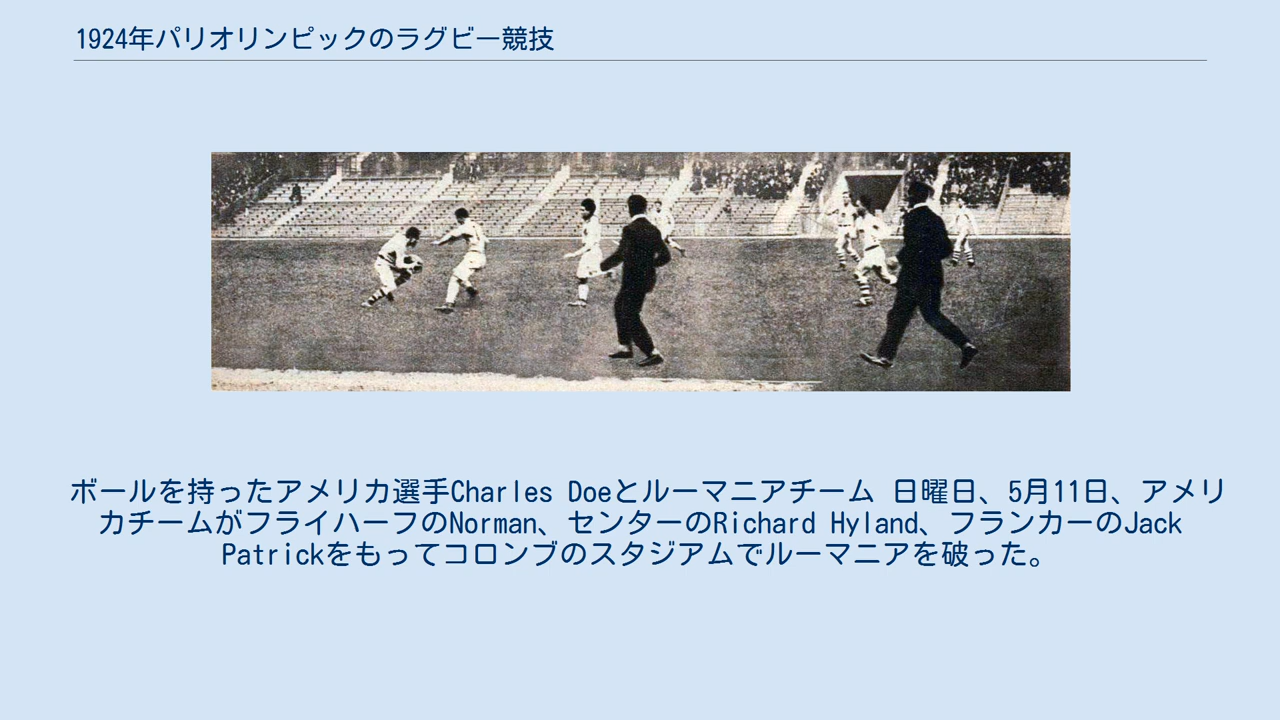 1924年パリオリンピックのラグビー競技
ボールを持ったアメリカ選手Charles Doeとルーマニアチーム 日曜日、5月11日、アメリ
カチームがフライハーフのNorman、センターのRichard Hyland、フランカーのJack
Patrickをもってコロンブのスタジアムでルーマニアを破った。